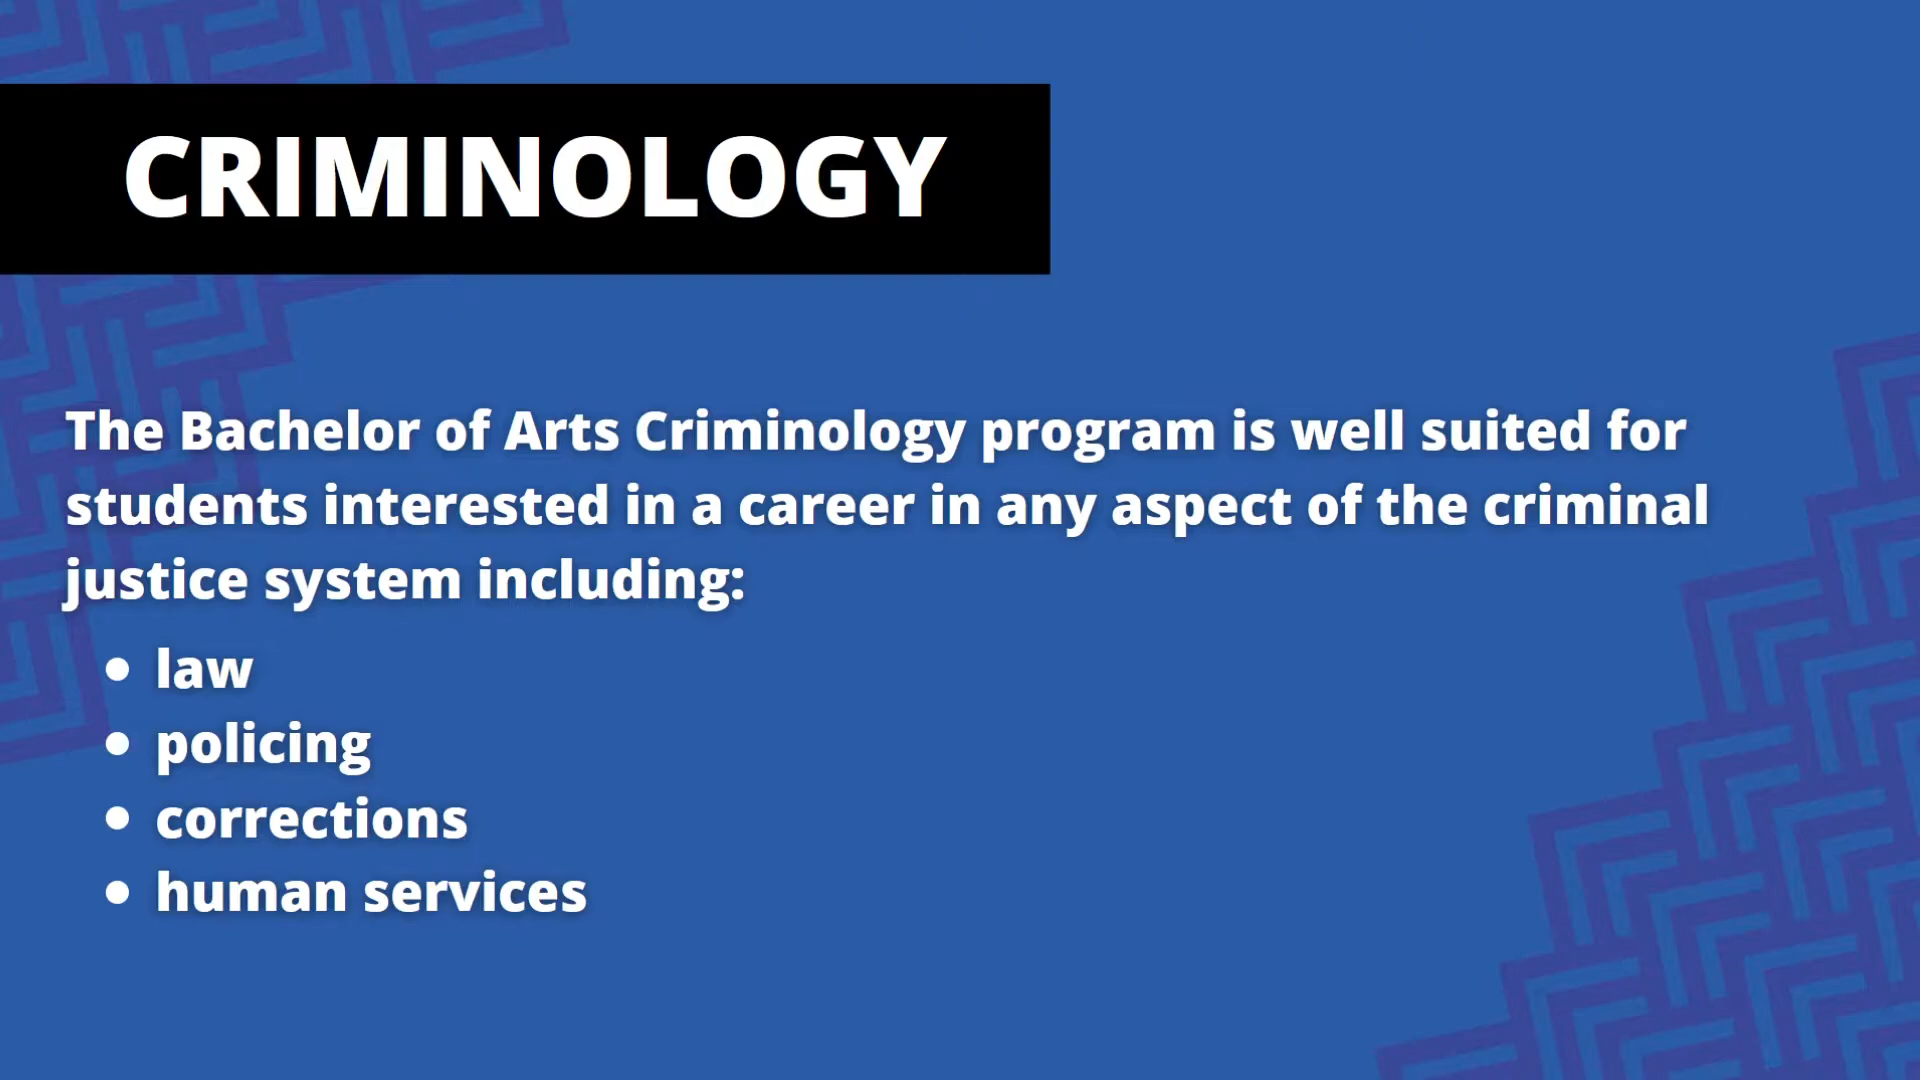 CRIMINOLOGY
The Bachelor of Arts Criminology program is well suited for
students interested in a career in any aspect of the criminal
justice system including:
• law
• policing
• corrections
• human services